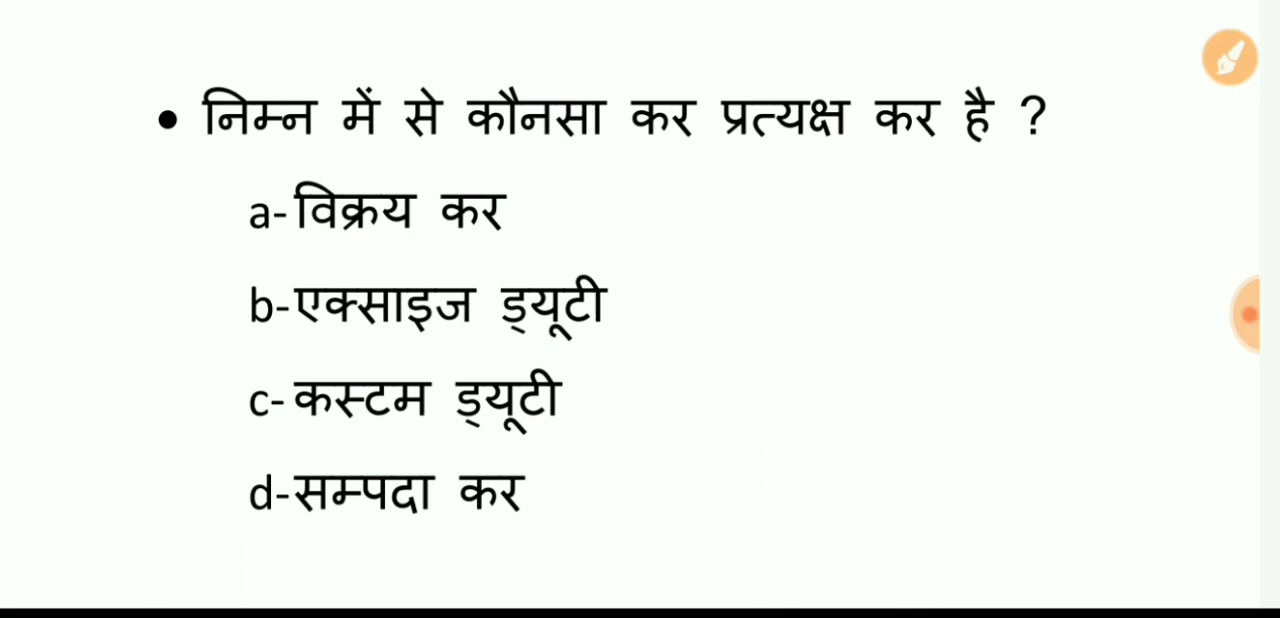 • निम्न में से कौनसा कर प्रत्यक्ष कर है ?
a-विक्रय कर
b-एक्साइज ड्यूटी
c-कस्टम ड्यूटी
d-सम्पदा कर